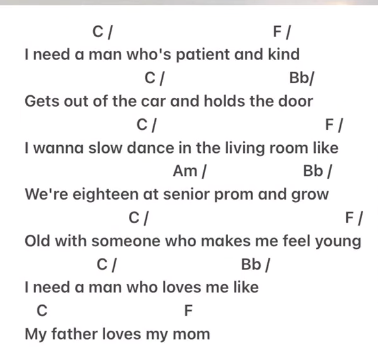 C / F /
I need a man who's patient and kind
C / Bb/
Gets out of the car and holds the door
C / F /
I wanna slow dance in the living room like
Am / Bb /
We're eighteen at senior prom and grow
C / F /
Old with someone who makes me feel young
C / Bb /
I need a man who loves me like
C F
My father loves my mom